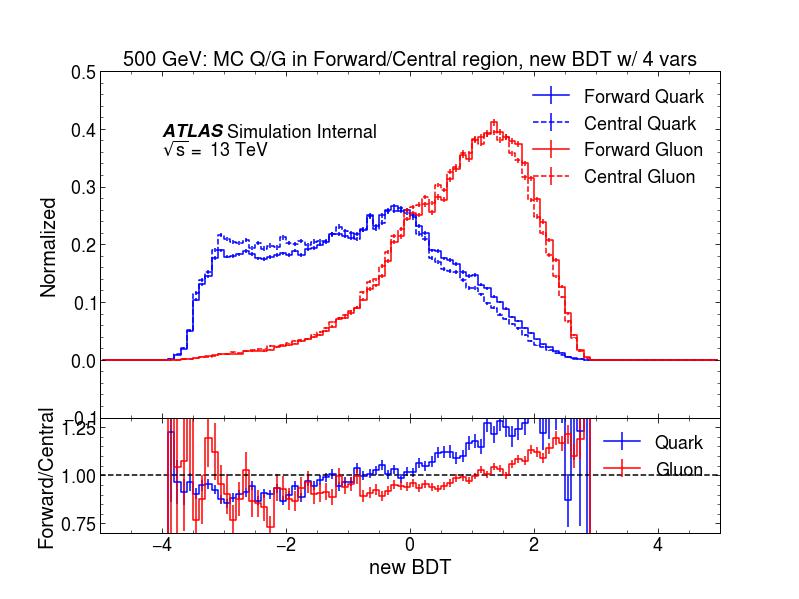 500 GeV: MC Q/G in Forward/Central region, new BDT w/ 4 vars
0.5
0.4
0.3
0.2
0.1
0.0
−0.1
Normalized
ATLAS Simulation Internal
√s = 13 TeV
Forward Quark
Central Quark
Forward Gluon
Central Gluon
1.25
1.00
0.75
Forward/Central
Quark
Gluon
−4 −2 0 2 4
new BDT